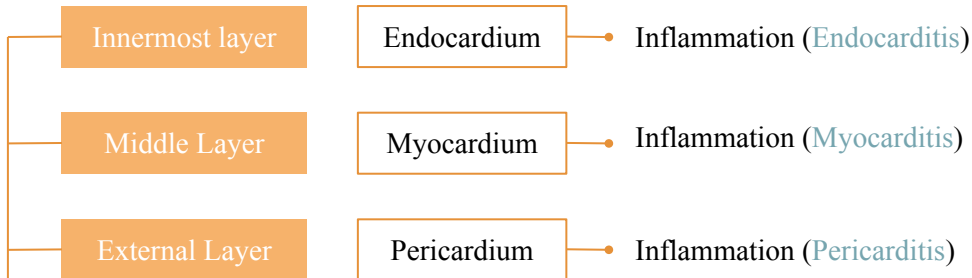 Innermost layer Endocardium Inflammation (Endocarditis)
Middle Layer Myocardium Inflammation (Myocarditis)
External Layer Pericardium Inflammation (Pericarditis)